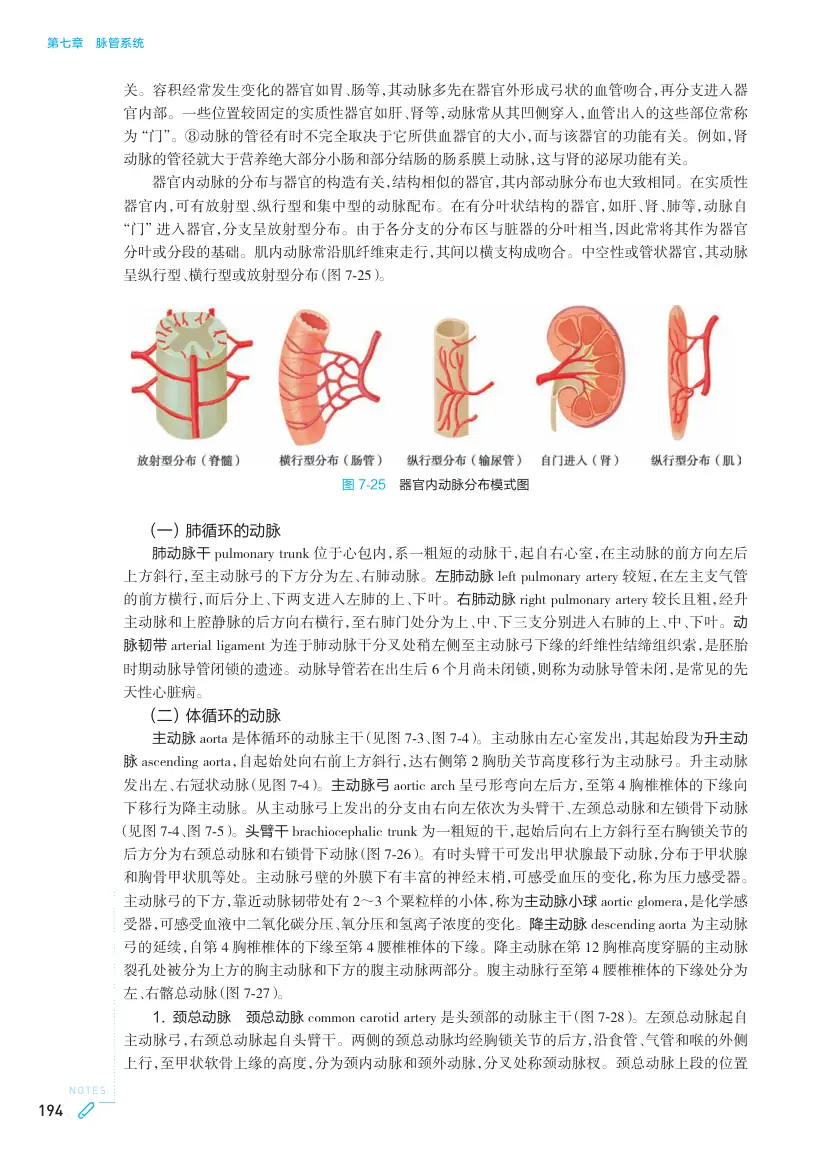 第七章　脉管系统
关。容积经常发生变化的器官如胃、肠等,其动脉多先在器官外形成弓状的血管吻合,再分支进入器
官内部。一些位置较固定的实质性器官如肝、肾等,动脉常从其凹侧穿入,血管出入的这些部位常称
为“门”。⑧动脉的管径有时不完全取决于它所供血器官的大小,而与该器官的功能有关。例如,肾
动脉的管径就大于营养绝大部分小肠和部分结肠的肠系膜上动脉,这与肾的泌尿功能有关。
器官内动脉的分布与器官的构造有关,结构相似的器官,其内部动脉分布也大致相同。在实质性
器官内,可有放射型、纵行型和集中型的动脉配布。在有分叶状结构的器官,如肝、肾、肺等,动脉自
“门”进入器官,分支呈放射型分布。由于各分支的分布区与脏器的分叶相当,因此常将其作为器官
分叶或分段的基础。肌内动脉常沿肌纤维束走行,其间以横支构成吻合。中空性或管状器官,其动脉
呈纵行型、横行型或放射型分布(图 7-25)。
放射型分布（脊髓）　横行型分布（肠管）　纵行型分布（输尿管）　自门进入（肾）　纵行型分布（肌）
图 7-25　器官内动脉分布模式图
(一) 肺循环的动脉
肺动脉干 pulmonary trunk 位于心包内,系一粗短的动脉干,起自右心室,在主动脉的前方向左后
上方斜行,至主动脉弓的下方分为左、右肺动脉。左肺动脉 left pulmonary artery 较短,在左主支气管
的前方横行,而后分上、下两支进入左肺的上、下叶。右肺动脉 right pulmonary artery 较长且粗,经升
主动脉和上腔静脉的后方向右横行,至右肺门处分为上、中、下三支分别进入右肺的上、中、下叶。动
脉韧带 arterial ligament 为连于肺动脉干分叉处稍左侧至主动脉弓下缘的纤维性结缔组织索,是胚胎
时期动脉导管闭锁的遗迹。动脉导管若在出生后 6 个月尚未闭锁,则称为动脉导管未闭,是常见的先
天性心脏病。
(二) 体循环的动脉
主动脉 aorta 是体循环的动脉主干(见图 7-3、图 7-4)。主动脉由左心室发出,其起始段为升主动
脉 ascending aorta,自起始处向右前上方斜行,达右侧第 2 胸肋关节高度移行为主动脉弓。升主动脉
发出左、右冠状动脉(见图 7-4)。主动脉弓 aortic arch 呈弓形弯向左后方,至第 4 胸椎椎体的下缘向
下移行为降主动脉。从主动脉弓上发出的分支由右向左依次为头臂干、左颈总动脉和左锁骨下动脉
(见图 7-4、图 7-5)。头臂干 brachiocephalic trunk 为一粗短的干,起始后向右上方斜行至右胸锁关节的
后方分为右颈总动脉和右锁骨下动脉(图 7-26)。有时头臂干可发出甲状腺最下动脉,分布于甲状腺
和胸骨甲状肌等处。主动脉弓壁的外膜下有丰富的神经末梢,可感受血压的变化,称为压力感受器。
主动脉弓的下方,靠近动脉韧带处有 2～3 个粟粒样的小体,称为主动脉小球 aortic glomera,是化学感
受器,可感受血液中二氧化碳分压、氧分压和氢离子浓度的变化。降主动脉 descending aorta 为主动脉
弓的延续,自第 4 胸椎椎体的下缘至第 4 腰椎椎体的下缘。降主动脉在第 12 胸椎高度穿膈的主动脉
裂孔处被分为上方的胸主动脉和下方的腹主动脉两部分。腹主动脉行至第 4 腰椎椎体的下缘处分为
左、右髂总动脉(图 7-27)。
1. 颈总动脉　颈总动脉 common carotid artery 是头颈部的动脉主干(图 7-28)。左颈总动脉起自
主动脉弓,右颈总动脉起自头臂干。两侧的颈总动脉均经胸锁关节的后方,沿食管、气管和喉的外侧
上行,至甲状软骨上缘的高度,分为颈内动脉和颈外动脉,分叉处称颈动脉杈。颈总动脉上段的位置
NOTES
194